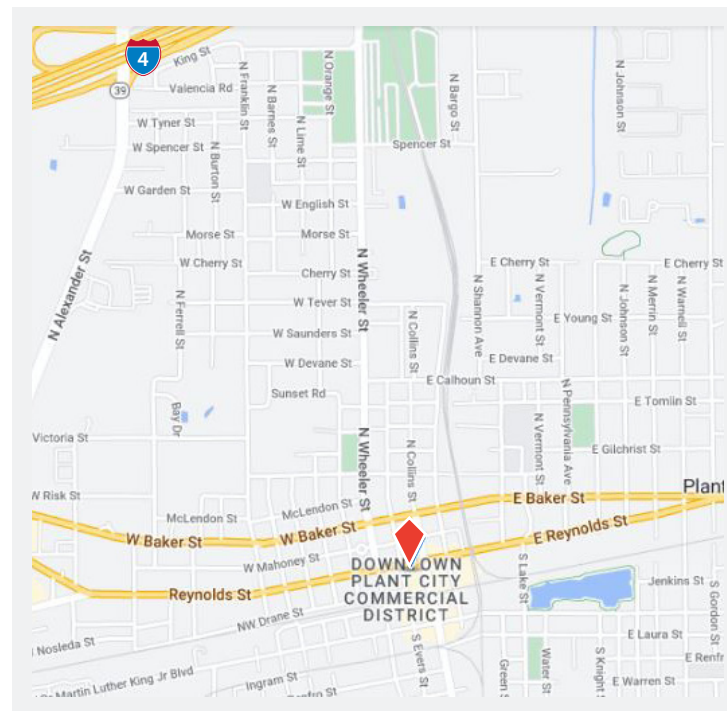 4
King St
39
Valencia Rd
N Franklin St
N Barnes St
N Lime St
N Orange St
N Bargo St
N Johnson St
W Tyner St
W Spencer St
N Burton St
Spencer St
W Garden St
W English St
Morse St
Morse St
W Cherry St
Cherry St
E Cherry St
E Cherry St
N Alexander St
N Ferrell St
N Wheeler St
W Tever St
N Collins St
N Shannon Ave
N Vermont St
N Johnson St
N Merrin St
N Warnell St
W Saunders St
E Young St
W Devane St
E Devane St
E Calhoun St
Sunset Rd
N Pennsylvania Ave
E Tomlin St
Bay Dr
Victoria St
N Wheeler St
N Collins St
N Vermont St
E Gilchrist St
Plant
W Risk St
McLendon St
McLendon St
E Baker St
W Baker St
W Baker St
E Reynolds St
W Mahoney St
DOWNTOWN
PLANT CITY
COMMERCIAL
DISTRICT
Reynolds St
S Lake St
Jenkins St
S Gordon St
NW Drane St
E Laura St
Nosleda St
S Evers St
Green St
Water St
S Knight St
E Renfr
St Martin Luther King Jr Blvd
Ingram St
E Warren St